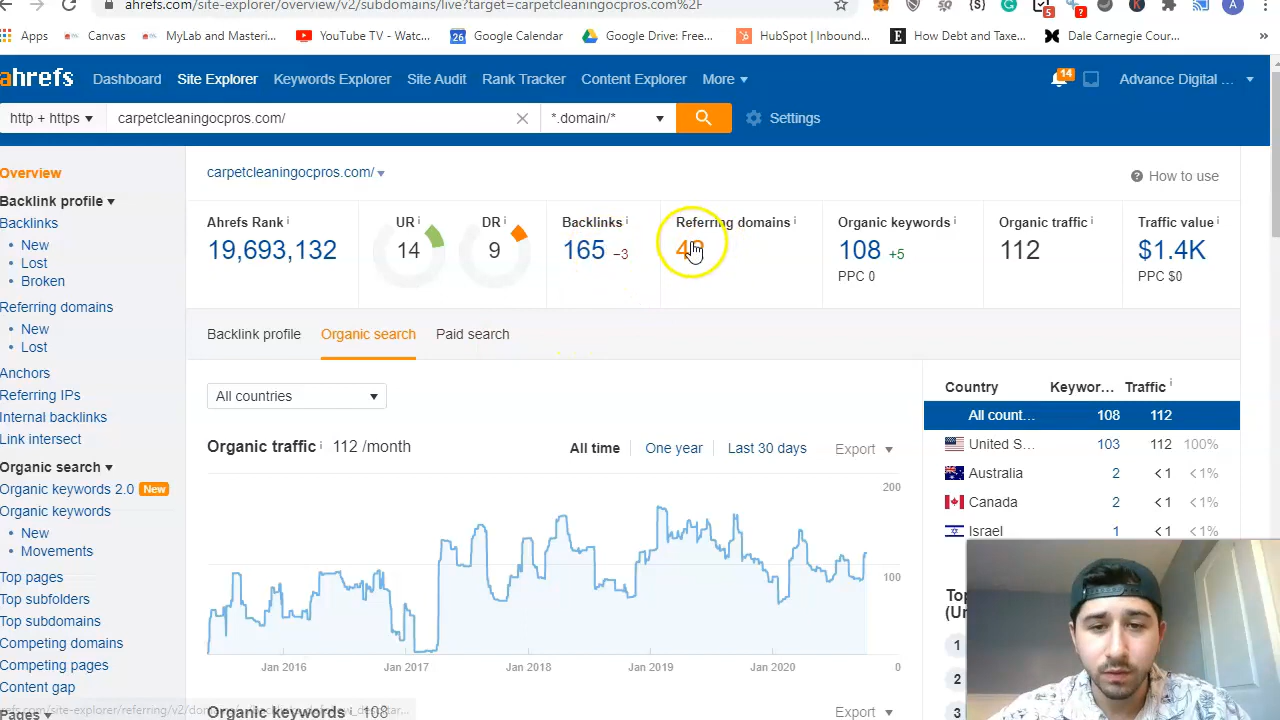 ahrefs.com/site-explorer/overview/v2/subdomains/live?target=carpetcleaningocpros.com%2F
5
?
A
Apps
Canvas
MyLab and Masteri...
YouTube TV - Watc...
26
Google Calendar
Google Drive: Free...
HubSpot | Inbound...
E
How Debt and Taxe...
Dale Carnegie Cour...
»
ahrefs
Dashboard
Site Explorer
Keywords Explorer
Site Audit
Rank Tracker
Content Explorer
More
14
Advance Digital ...
http + https
carpetcleaningocpros.com/
*.domain/*
Settings
Overview
carpetcleaningocpros.com/
How to use
Backlink profile
Backlinks
• New
• Lost
• Broken
Referring domains
• New
• Lost
Anchors
Referring IPs
Internal backlinks
Link intersect
Organic search
Organic keywords 2.0 New
Organic keywords
• New
• Movements
Top pages
Top subfolders
Top subdomains
Competing domains
Competing pages
Content gap
Pages
Ahrefs Rank
19,693,132
UR
14
DR
9
Backlinks
165 −3
Referring domains
Organic keywords
108 +5
PPC 0
Organic traffic
112
Traffic value
$1.4K
PPC $0
Backlink profile
Organic search
Paid search
All countries
Organic traffic 112 /month
All time
One year
Last 30 days
Export
200
100
0
Jan 2016
Jan 2017
Jan 2018
Jan 2019
Jan 2020
Organic keywords 108
Export
Country Keywor... Traffic
All count... 108 112
United S... 103 112 100%
Australia 2 <1 <1%
Canada 2 <1 <1%
Israel 1 <1 <1%
1
2
3